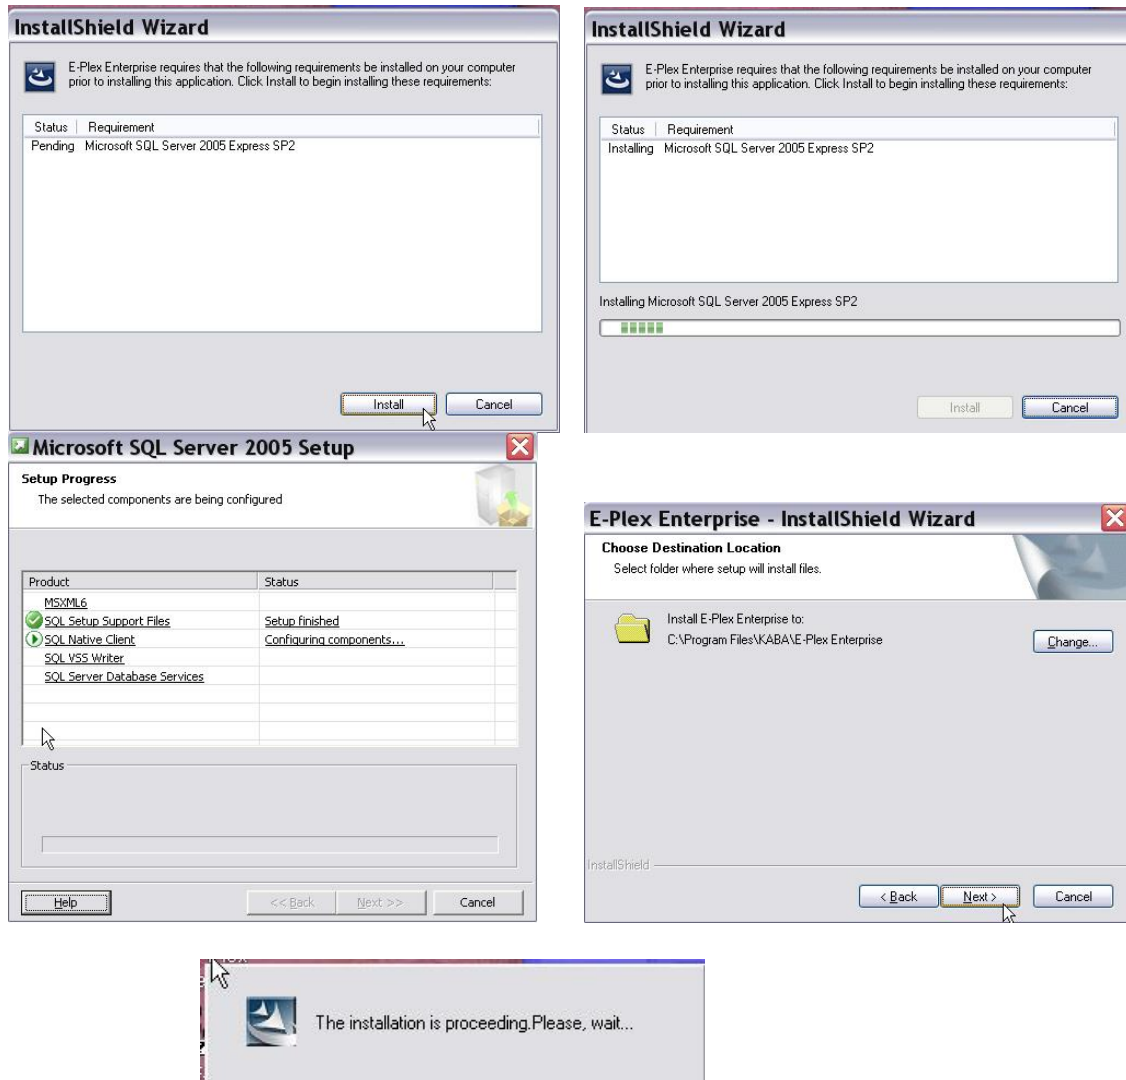 InstallShield Wizard
E-Plex Enterprise requires that the following requirements be installed on your computer
prior to installing this application. Click Install to begin installing these requirements:
Status Requirement
Pending Microsoft SQL Server 2005 Express SP2
Install Cancel
InstallShield Wizard
E-Plex Enterprise requires that the following requirements be installed on your computer
prior to installing this application. Click Install to begin installing these requirements:
Status Requirement
Installing Microsoft SQL Server 2005 Express SP2
Installing Microsoft SQL Server 2005 Express SP2
Install Cancel
Microsoft SQL Server 2005 Setup
Setup Progress
The selected components are being configured
Product Status
MSXML6
SQL Setup Support Files Setup finished
SQL Native Client Configuring components...
SQL VSS Writer
SQL Server Database Services
Status
Help << Back Next >> Cancel
E-Plex Enterprise - InstallShield Wizard
Choose Destination Location
Select folder where setup will install files.
Install E-Plex Enterprise to:
C:\Program Files\KABA\E-Plex Enterprise
Change...
InstallShield
< Back Next > Cancel
The installation is proceeding.Please, wait...